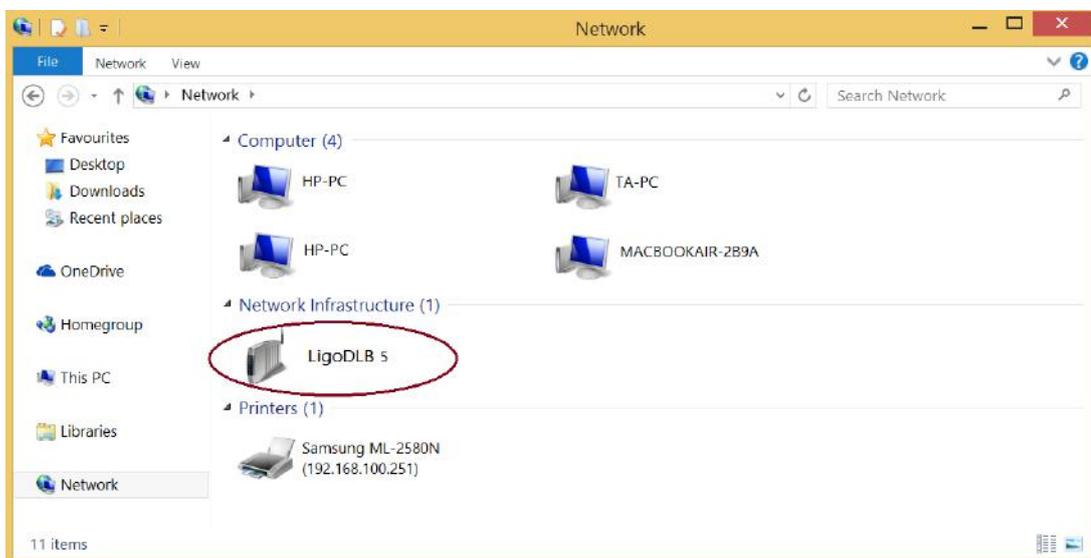 Network
File Network View
Network
Search Network
Favourites
Desktop
Downloads
Recent places
OneDrive
Homegroup
This PC
Libraries
Network
Computer (4)
HP-PC
TA-PC
HP-PC
MACBOOKAIR-2B9A
Network Infrastructure (1)
LigoDLB 5
Printers (1)
Samsung ML-2580N
(192.168.100.251)
11 items